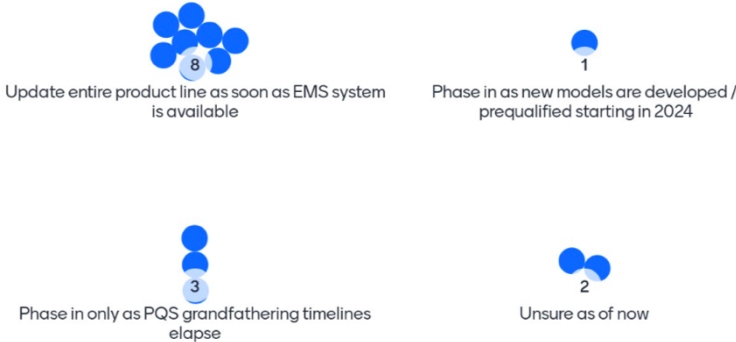 8
Update entire product line as soon as EMS system
is available
1
Phase in as new models are developed /
prequalified starting in 2024
3
Phase in only as PQS grandfathering timelines
elapse
2
Unsure as of now